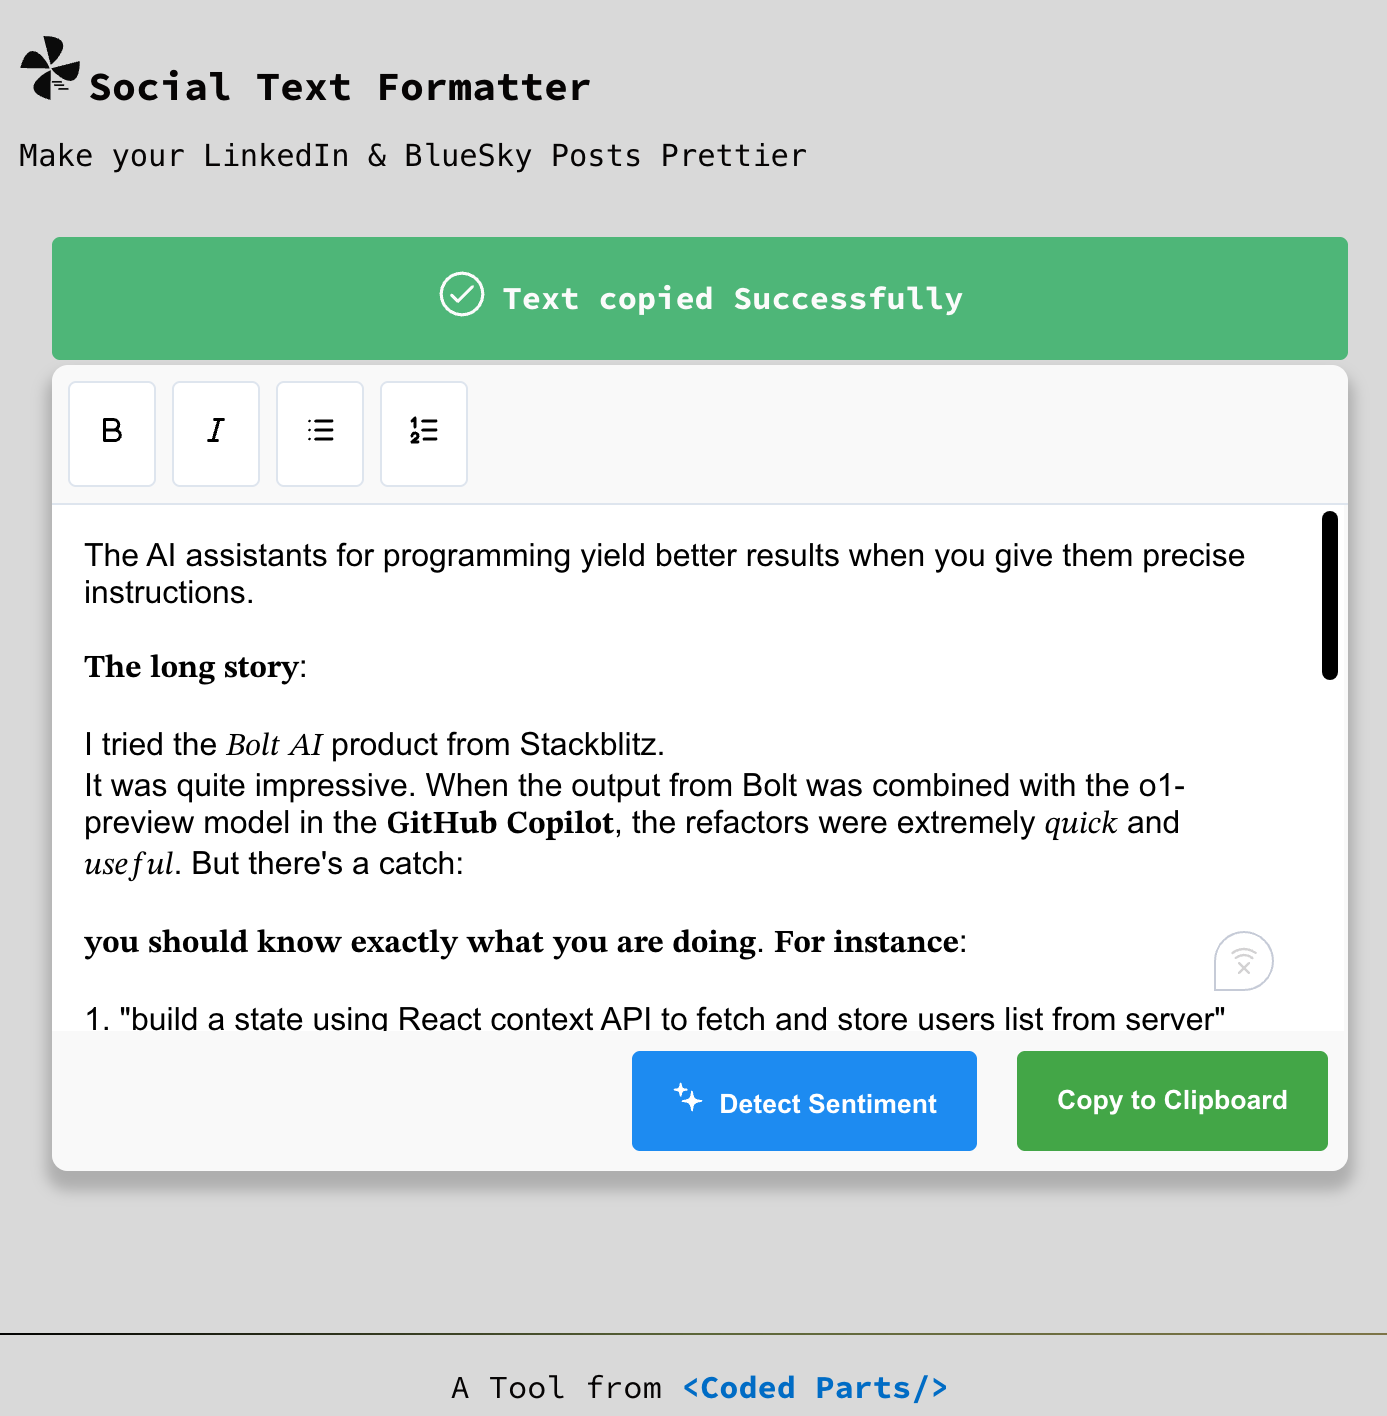 Social Text Formatter
Make your LinkedIn & BlueSky Posts Prettier
Text copied Successfully
B
I
The AI assistants for programming yield better results when you give them precise
instructions.
The long story:
I tried the Bolt AI product from Stackblitz.
It was quite impressive. When the output from Bolt was combined with the o1-
preview model in the GitHub Copilot, the refactors were extremely quick and
useful. But there's a catch:
you should know exactly what you are doing. For instance:
1. "build a state using React context API to fetch and store users list from server"
Detect Sentiment
Copy to Clipboard
A Tool from <Coded Parts/>